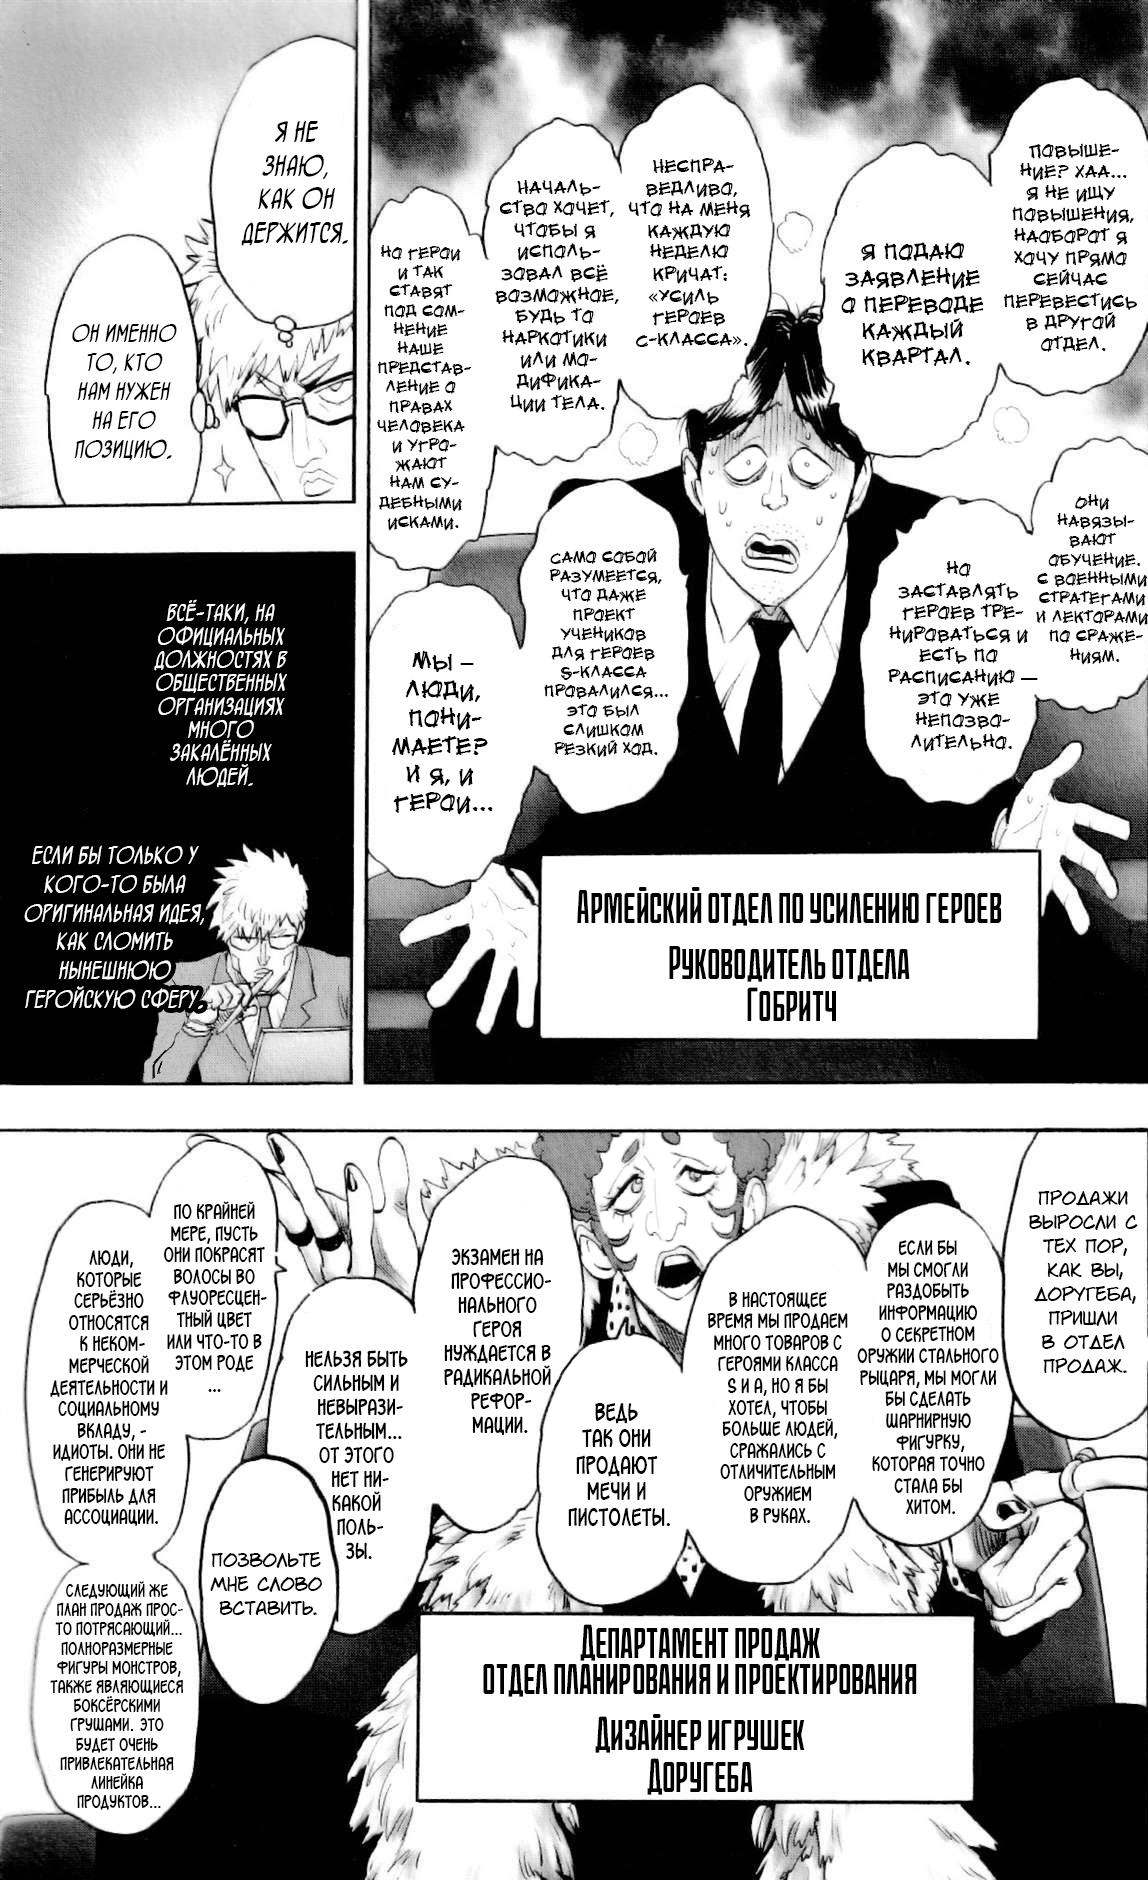 ПОВЫШЕ-
НИЕ? ХАА...
Я НЕ ИЩУ
ПОВЫШЕНИЯ,
НАОБОРОТ Я
ХОЧУ ПРЯМО
СЕЙЧАС
ПЕРЕВЕСТИСЬ
В ДРУГОЙ
ОТДЕЛ.
Я ПОДАЮ
ЗАЯВЛЕНИЕ
О ПЕРЕВОДЕ
КАЖДЫЙ
КВАРТАЛ.
НЕСПРА-
ВЕДЛИВО,
ЧТО НА МЕНЯ
КАЖДУЮ
НЕДЕЛЮ
КРИЧАТ:
«УСИЛЬ
ГЕРОЕВ
С-КЛАССА».
НАЧАЛЬ-
СТВО ХОЧЕТ,
ЧТОБЫ Я
ИСПОЛЬ-
ЗОВАЛ ВСЁ
ВОЗМОЖНОЕ,
БУДЬ ТО
НАРКОТИКИ
ИЛИ МО-
ДИФИКА-
ЦИИ ТЕЛА.
НО ГЕРОИ
И ТАК
СТАВЯТ
ПОД СОМ-
НЕНИЕ
НАШЕ
ПРЕДСТАВ-
ЛЕНИЕ О
ПРАВАХ
ЧЕЛОВЕКА
И УГРО-
ЖАЮТ
НАМ СУ-
ДЕБНЫМИ
ИСКАМИ.
ОНИ
НАВЯЗЫ-
ВАЮТ
ОБУЧЕНИЕ.
С ВОЕННЫМИ
СТРАТЕГАМИ
И ЛЕКТОРАМИ
ПО СРАЖЕ-
НИЯМ.
НО
ЗАСТАВЛЯТЬ
ГЕРОЕВ ТРЕ-
НИРОВАТЬСЯ И
ЕСТЬ ПО
РАСПИСАНИЮ —
ЭТО УЖЕ
НЕПОЗВО-
ЛИТЕЛЬНО.
САМО СОБОЙ
РАЗУМЕЕТСЯ,
ЧТО ДАЖЕ
ПРОЕКТ
УЧЕНИКОВ
ДЛЯ ГЕРОЕВ
S-КЛАССА
ПРОВАЛИЛСЯ...
ЭТО БЫЛ
СЛИШКОМ
РЕЗКИЙ ХОД.
МЫ –
ЛЮДИ,
ПОНИ-
МАЕТЕ?
И Я, И
ГЕРОИ...
АРМЕЙСКИЙ ОТДЕЛ ПО УСИЛЕНИЮ ГЕРОЕВ
РУКОВОДИТЕЛЬ ОТДЕЛА
ГОБРИТЧ
Я НЕ
ЗНАЮ,
КАК ОН
ДЕРЖИТСЯ.
ОН ИМЕННО
ТО, КТО
НАМ НУЖЕН
НА ЕГО
ПОЗИЦИЮ.
ВСЁ-ТАКИ, НА
ОФИЦИАЛЬНЫХ
ДОЛЖНОСТЯХ В
ОБЩЕСТВЕННЫХ
ОРГАНИЗАЦИЯХ
МНОГО
ЗАКАЛЁННЫХ
ЛЮДЕЙ.
ЕСЛИ БЫ ТОЛЬКО У
КОГО-ТО БЫЛА
ОРИГИНАЛЬНАЯ ИДЕЯ,
КАК СЛОМИТЬ
НЫНЕШНЮЮ
ГЕРОЙСКУЮ СФЕРУ.
ПРОДАЖИ
ВЫРОСЛИ С
ТЕХ ПОР,
КАК ВЫ,
ДОРУГЕБА,
ПРИШЛИ
В ОТДЕЛ
ПРОДАЖ.
ЕСЛИ БЫ
МЫ СМОГЛИ
РАЗДОБЫТЬ
ИНФОРМАЦИЮ
О СЕКРЕТНОМ
ОРУЖИИ СТАЛЬНОГО
РЫЦАРЯ, МЫ МОГЛИ
БЫ СДЕЛАТЬ
ШАРНИРНУЮ
ФИГУРКУ,
КОТОРАЯ ТОЧНО
СТАЛА БЫ
ХИТОМ.
В НАСТОЯЩЕЕ
ВРЕМЯ МЫ ПРОДАЕМ
МНОГО ТОВАРОВ С
ГЕРОЯМИ КЛАССА
S И А, НО Я БЫ
ХОТЕЛ, ЧТОБЫ
БОЛЬШЕ ЛЮДЕЙ,
СРАЖАЛИСЬ С
ОТЛИЧИТЕЛЬНЫМ
ОРУЖИЕМ
В РУКАХ.
ВЕДЬ
ТАК ОНИ
ПРОДАЮТ
МЕЧИ И
ПИСТОЛЕТЫ.
ЭКЗАМЕН НА
ПРОФЕССИО-
НАЛЬНОГО
ГЕРОЯ
НУЖДАЕТСЯ В
РАДИКАЛЬНОЙ
РЕФОР-
МАЦИИ.
НЕЛЬЗЯ БЫТЬ
СИЛЬНЫМ И
НЕВЫРАЗИ-
ТЕЛЬНЫМ...
ОТ ЭТОГО
НЕТ НИ-
КАКОЙ
ПОЛЬ-
ЗЫ.
ПО КРАЙНЕЙ
МЕРЕ, ПУСТЬ
ОНИ ПОКРАСЯТ
ВОЛОСЫ ВО
ФЛУОРЕСЦЕН-
ТНЫЙ ЦВЕТ
ИЛИ ЧТО-ТО В
ЭТОМ РОДЕ
...
ЛЮДИ,
КОТОРЫЕ
СЕРЬЁЗНО
ОТНОСЯТСЯ
К НЕКОМ-
МЕРЧЕСКОЙ
ДЕЯТЕЛЬНОСТИ И
СОЦИАЛЬНОМУ
ВКЛАДУ, -
ИДИОТЫ. ОНИ НЕ
ГЕНЕРИРУЮТ
ПРИБЫЛЬ ДЛЯ
АССОЦИАЦИИ.
ПОЗВОЛЬТЕ
МНЕ СЛОВО
ВСТАВИТЬ.
СЛЕДУЮЩИЙ ЖЕ
ПЛАН ПРОДАЖ ПРОС-
ТО ПОТРЯСАЮЩИЙ...
ПОЛНОРАЗМЕРНЫЕ
ФИГУРЫ МОНСТРОВ,
ТАКЖЕ ЯВЛЯЮЩИЕСЯ
БОКСЁРСКИМИ
ГРУШАМИ. ЭТО
БУДЕТ ОЧЕНЬ
ПРИВЛЕКАТЕЛЬНАЯ
ЛИНЕЙКА
ПРОДУКТОВ...
ДЕПАРТАМЕНТ ПРОДАЖ
ОТДЕЛ ПЛАНИРОВАНИЯ И ПРОЕКТИРОВАНИЯ
ДИЗАЙНЕР ИГРУШЕК
ДОРУГЕБА